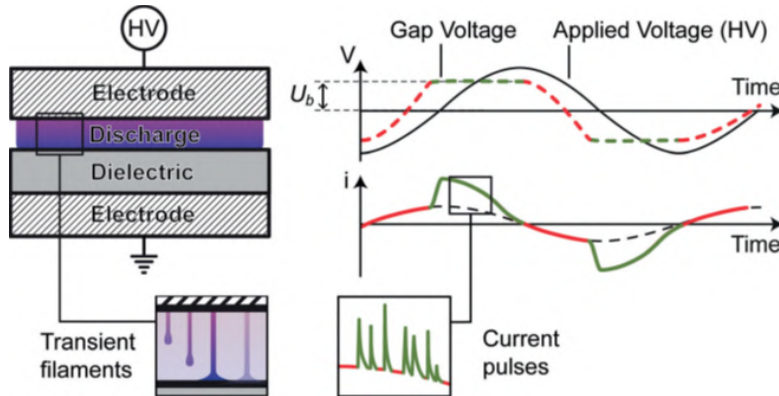 HV
Electrode
Discharge
Dielectric
Electrode
Transient
filaments
Gap Voltage
Applied Voltage (HV)
V
Time
U_b
i
Time
Current
pulses